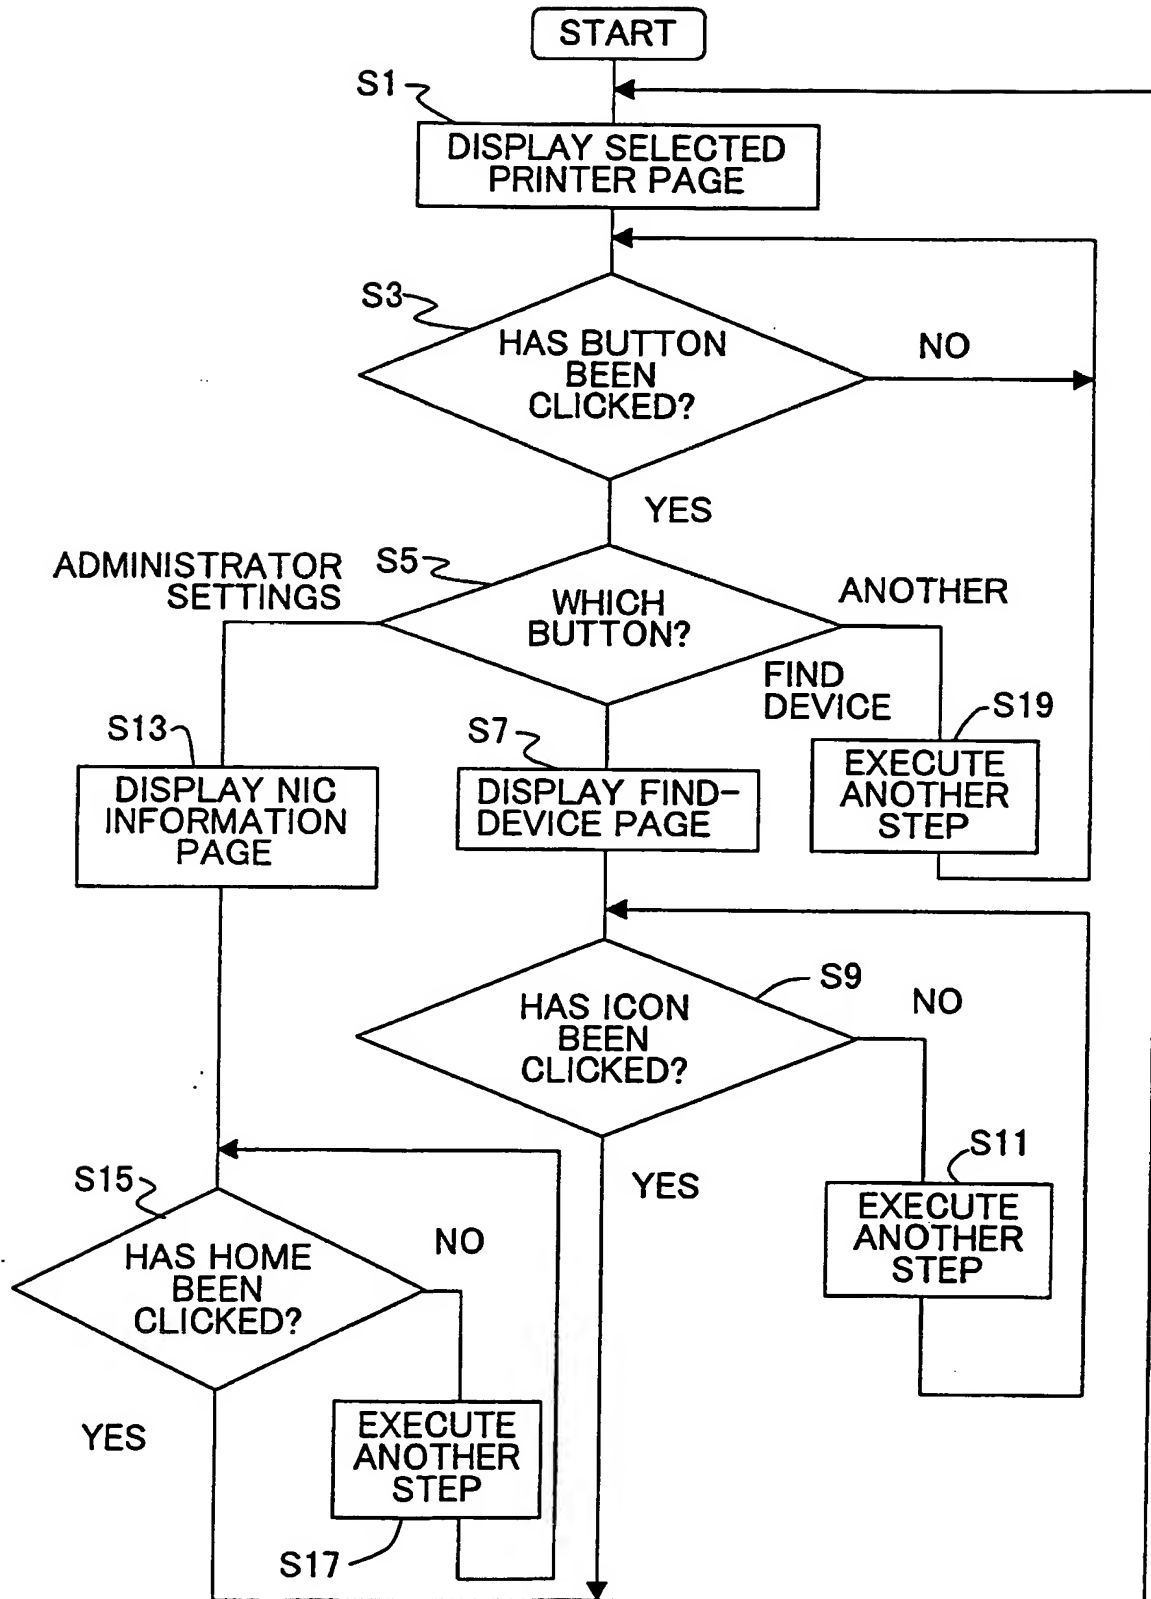 START
S1
DISPLAY SELECTED
PRINTER PAGE
S3
HAS BUTTON
BEEN
CLICKED?
NO
YES
ADMINISTRATOR
SETTINGS
S5
WHICH
BUTTON?
ANOTHER
FIND
DEVICE
S13
DISPLAY NIC
INFORMATION
PAGE
S7
DISPLAY FIND-
DEVICE PAGE
S19
EXECUTE
ANOTHER
STEP
S9
HAS ICON
BEEN
CLICKED?
NO
YES
S11
EXECUTE
ANOTHER
STEP
S15
HAS HOME
BEEN
CLICKED?
NO
YES
EXECUTE
ANOTHER
STEP
S17